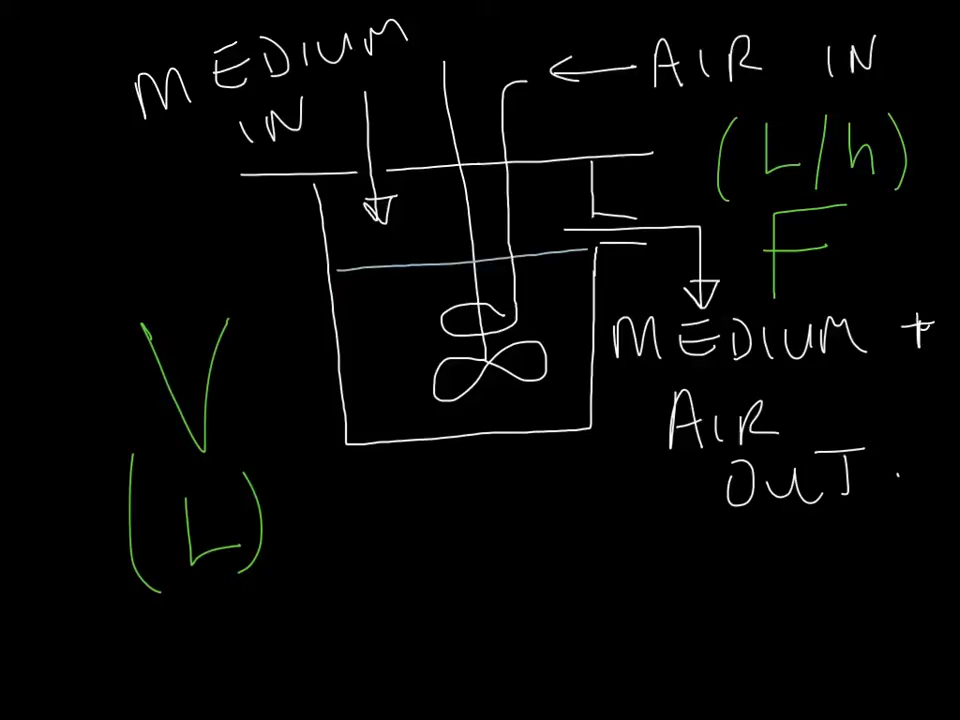 MEDIUM
IN
AIR IN
(L/h)
F
MEDIUM +
AIR
OUT.
V
(L)